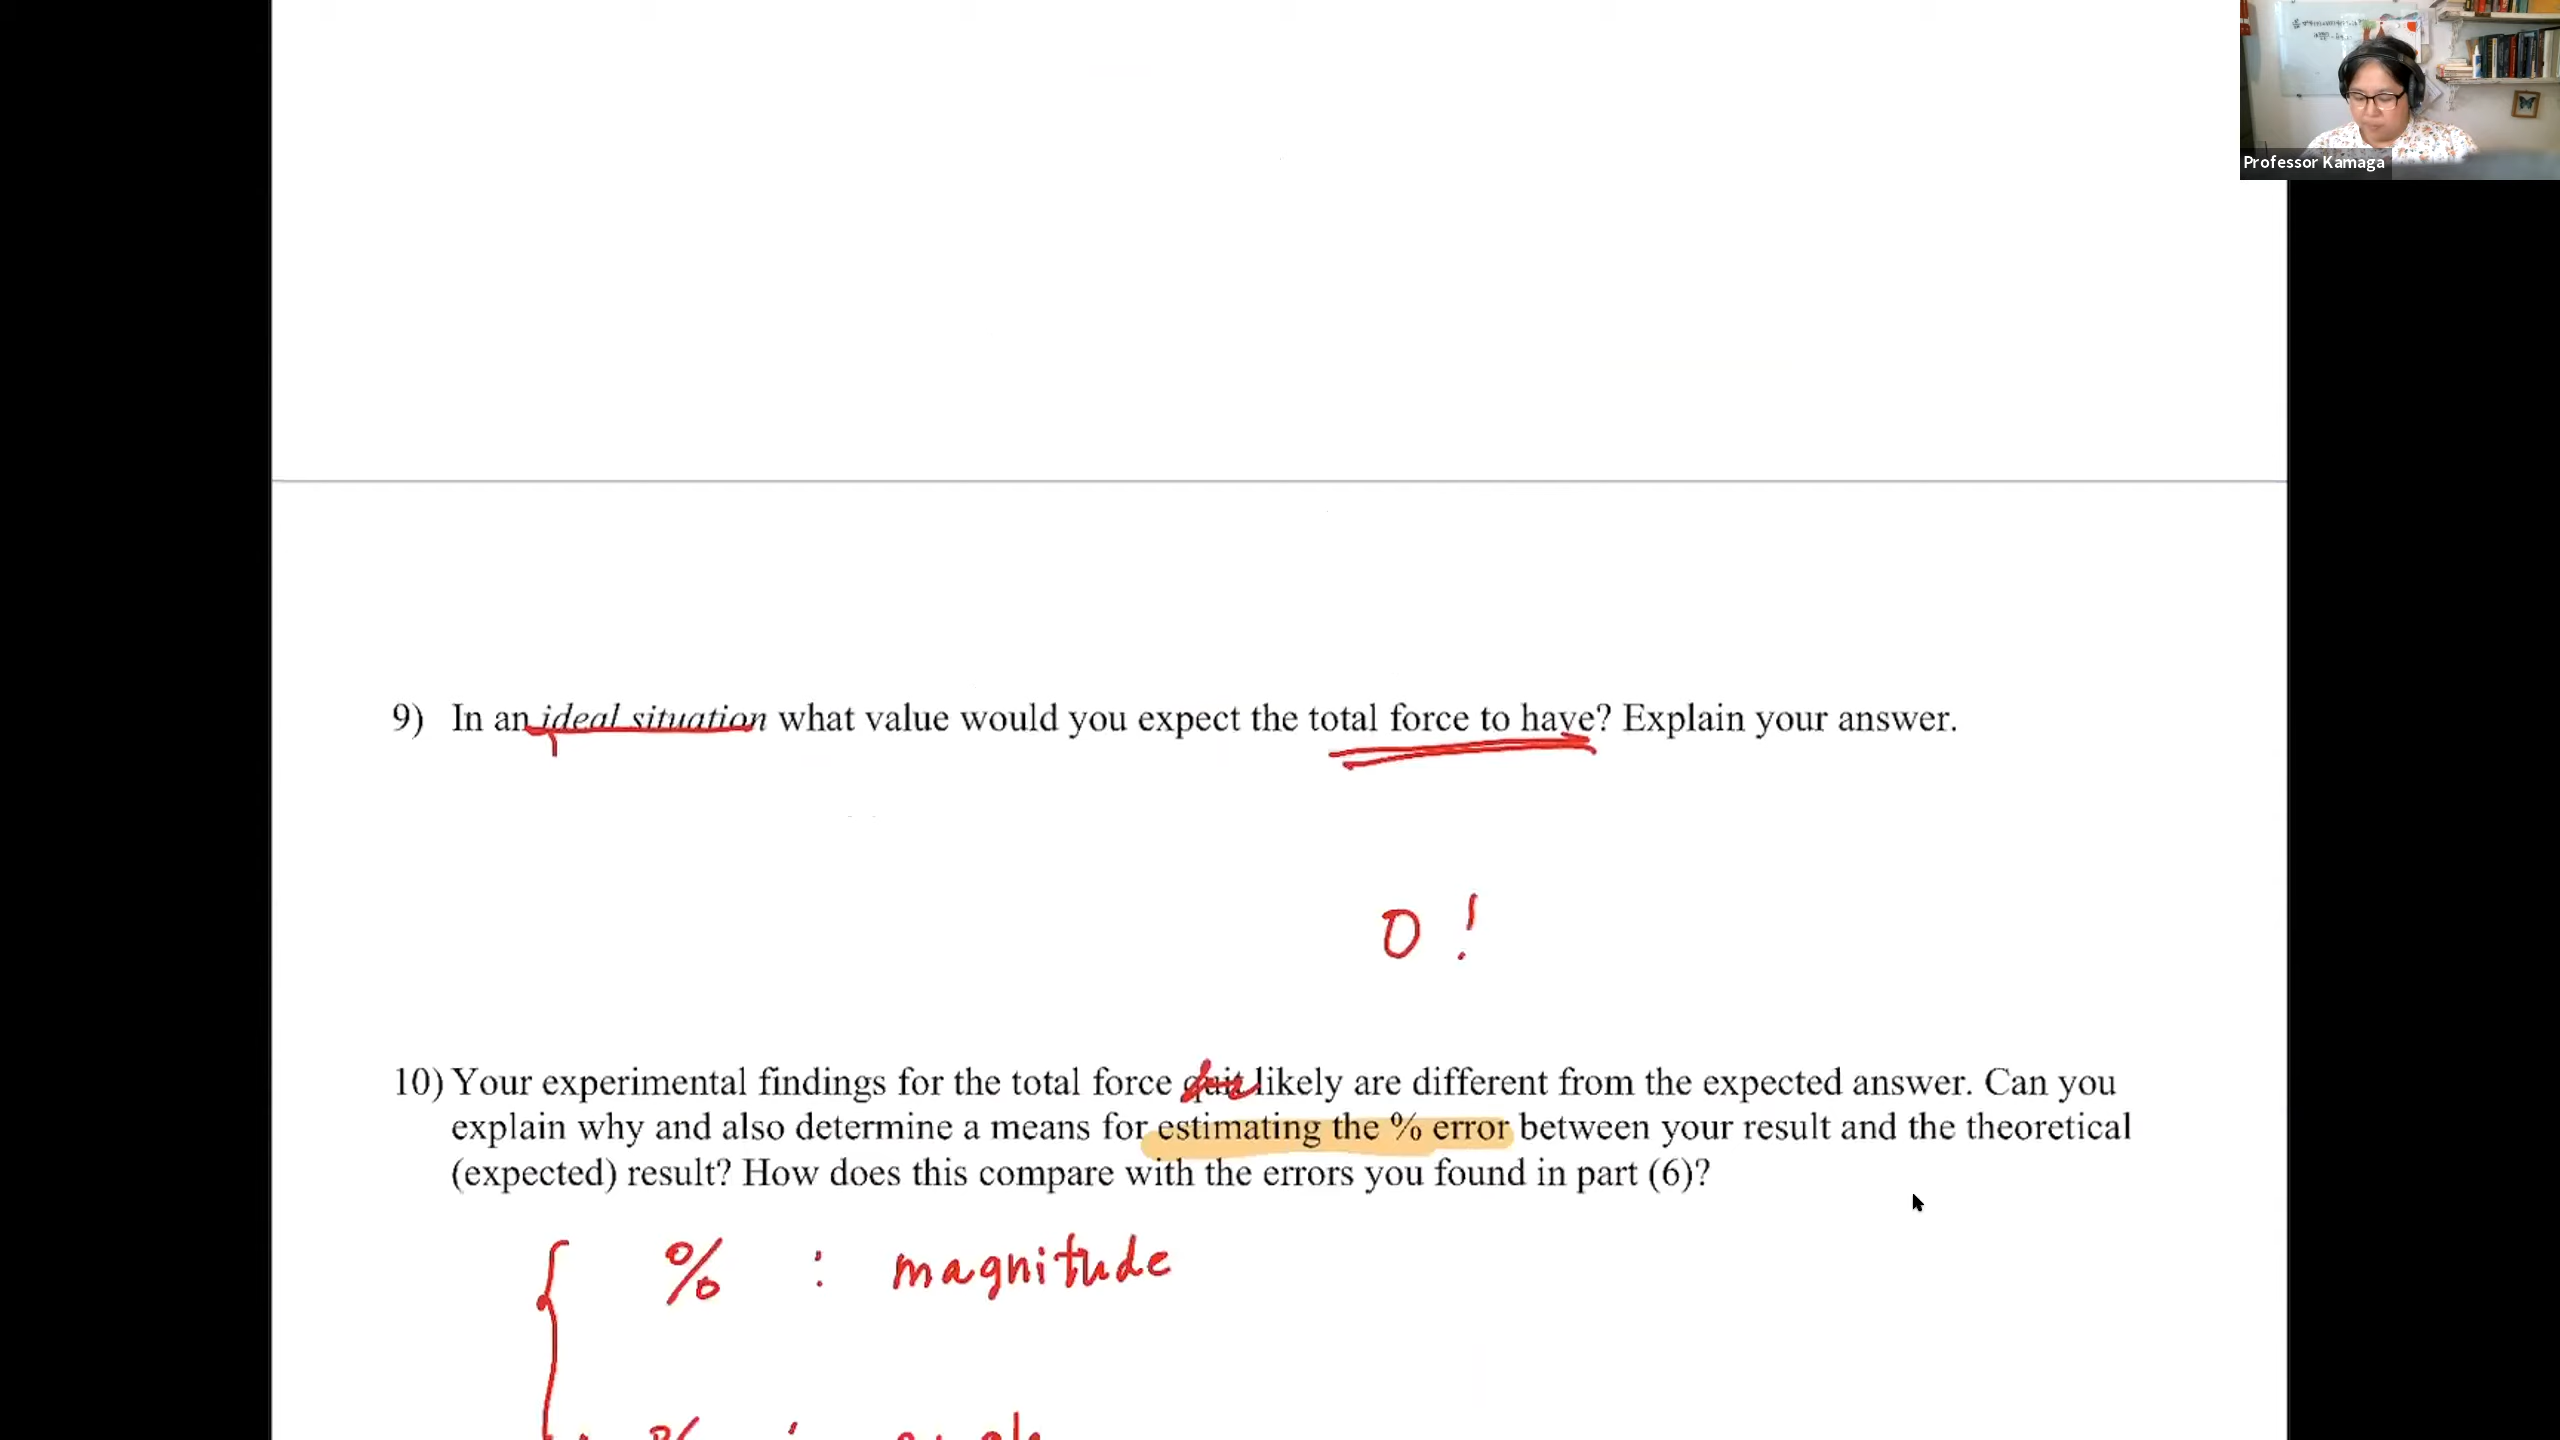 Professor Kamaga
9) In an ideal situation what value would you expect the total force to have? Explain your answer.
0 !
10) Your experimental findings for the total force quit likely are different from the expected answer. Can you
explain why and also determine a means for estimating the % error between your result and the theoretical
(expected) result? How does this compare with the errors you found in part (6)?
% : magnitude
% :